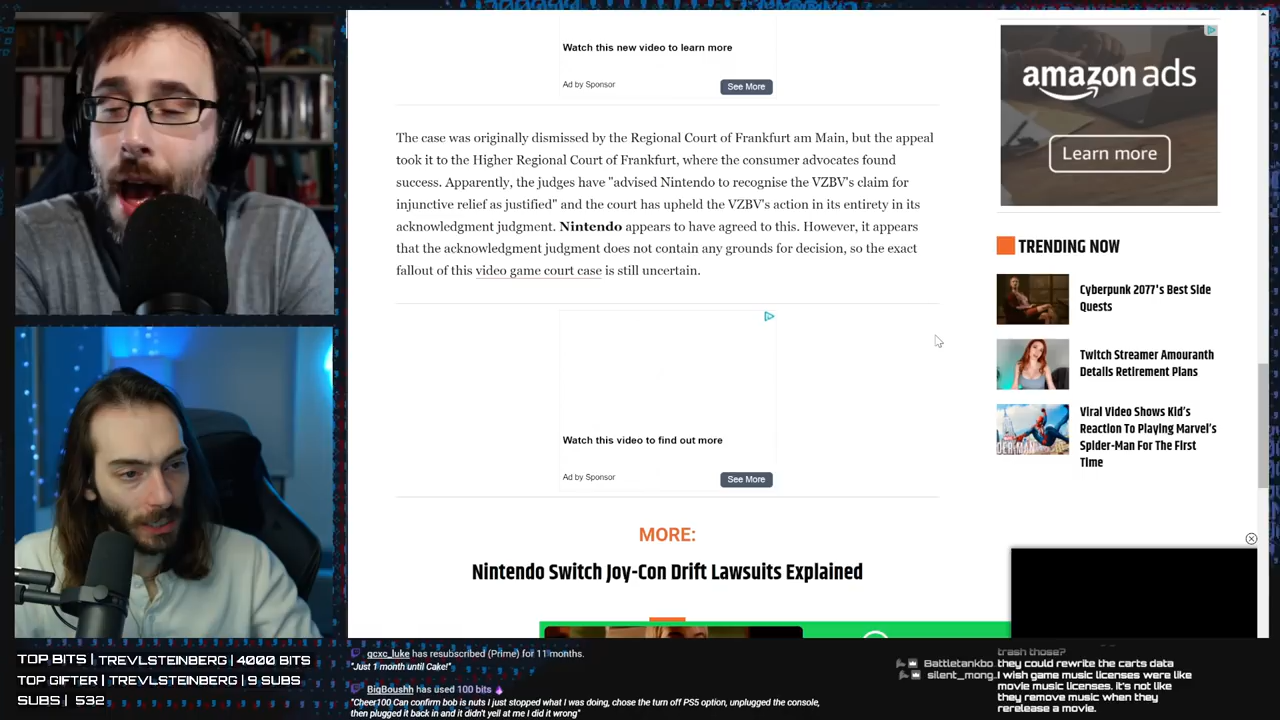 Watch this new video to learn more
Ad by Sponsor
See More
The case was originally dismissed by the Regional Court of Frankfurt am Main, but the appeal
took it to the Higher Regional Court of Frankfurt, where the consumer advocates found
success. Apparently, the judges have "advised Nintendo to recognise the VZBV's claim for
injunctive relief as justified" and the court has upheld the VZBV's action in its entirety in its
acknowledgment judgment. Nintendo appears to have agreed to this. However, it appears
that the acknowledgment judgment does not contain any grounds for decision, so the exact
fallout of this video game court case is still uncertain.
Watch this video to find out more
Ad by Sponsor
See More
MORE:
Nintendo Switch Joy-Con Drift Lawsuits Explained
amazon ads
Learn more
TRENDING NOW
Cyberpunk 2077's Best Side
Quests
Twitch Streamer Amouranth
Details Retirement Plans
Viral Video Shows Kid's
Reaction To Playing Marvel's
Spider-Man For The First
Time
TOP BITS | TREVLSTEINBERG | 4000 BITS
TOP GIFTER | TREVLSTEINBERG | 9 SUBS
SUBS | 532
gcxc_luke has resubscribed (Prime) for 11 months.
"Just 1 month until Cake!"
BigBoushh has used 100 bits
"Cheer100 Can confirm bob is nuts I just stopped what I was doing, chose the turn off PS5 option, unplugged the console,
then plugged it back in and it didn't yell at me i did it wrong"
trash those?
Battletankbo. they could rewrite the carts data
silent_mong. I wish game music licenses were like
movie music licenses. it's not like
they remove music when they
rerelease a movie.